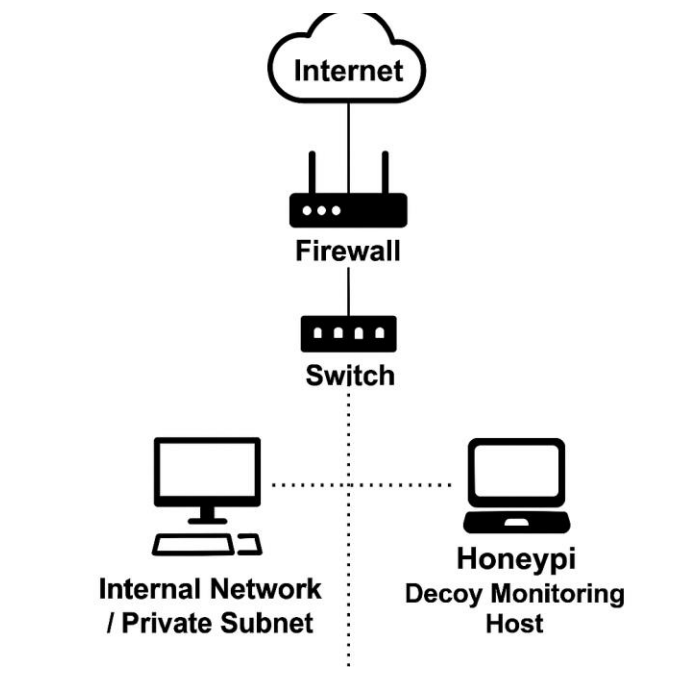 Internet
Firewall
Switch
Internal Network
/ Private Subnet
Honeypi
Decoy Monitoring
Host